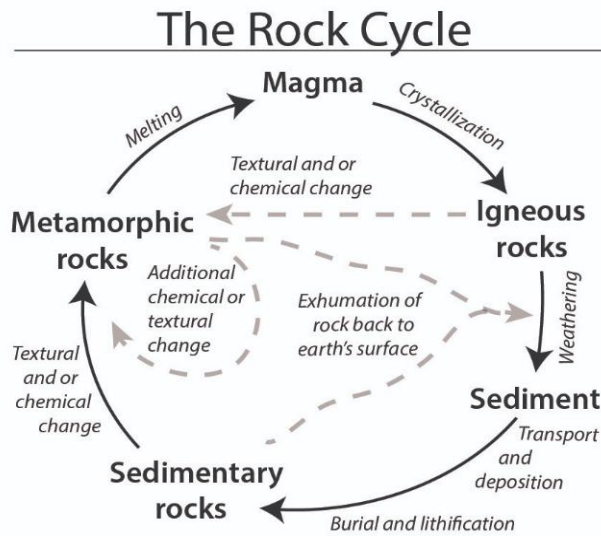 The Rock Cycle
Magma
Melting
Crystallization
Textural and or
chemical change
Metamorphic
rocks
Igneous
rocks
Additional
chemical or
textural
change
Exhumation of
rock back to
earth's surface
Weathering
Textural
and or
chemical
change
Sediment
Transport
and
deposition
Sedimentary
rocks
Burial and lithification